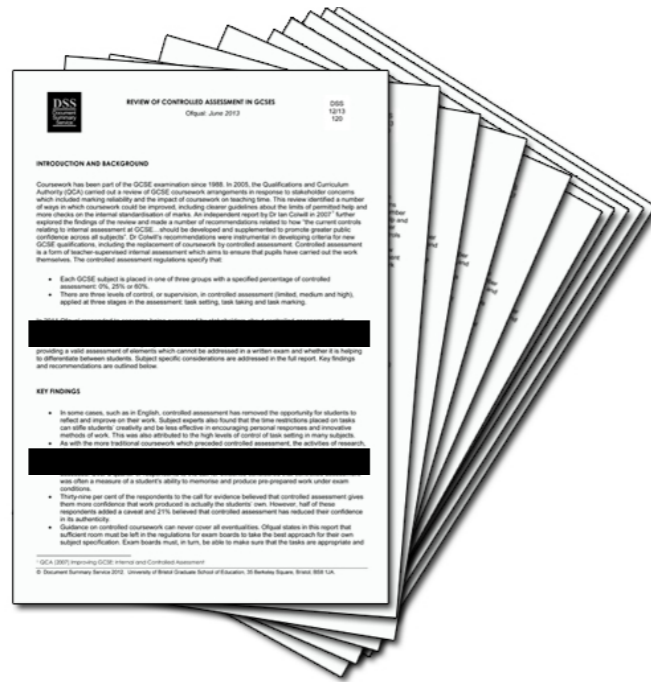 DSS
Document
Summary
Service
REVIEW OF CONTROLLED ASSESSMENT IN GCSES
Ofqual: June 2013
DSS
12/13
120
INTRODUCTION AND BACKGROUND
Coursework has been part of the GCSE examination since 1988. In 2005, the Qualifications and Curriculum
Authority (QCA) carried out a review of GCSE coursework arrangements in response to stakeholder concerns
which included marking reliability and the impact of coursework on teaching time. This review identified a number
of ways in which coursework could be improved, including clearer guidelines about the limits of permitted help and
more checks on the internal standardisation of marks. An independent report by Dr Ian Colwill in 2007¹ further
explored the findings of the review and made a number of recommendations related to how "the current controls
relating to internal assessment at GCSE…should be developed and supplemented to promote greater public
confidence across all subjects". Dr Colwill's recommendations were instrumental in developing criteria for new
GCSE qualifications, including the replacement of coursework by controlled assessment. Controlled assessment
is a form of teacher-supervised internal assessment which aims to ensure that pupils have carried out the work
themselves. The controlled assessment regulations specify that:
• Each GCSE subject is placed in one of three groups with a specified percentage of controlled
assessment: 0%, 25% or 60%.
• There are three levels of control, or supervision, in controlled assessment (limited, medium and high),
applied at three stages in the assessment: task setting, task taking and task marking.
providing a valid assessment of elements which cannot be addressed in a written exam and whether it is helping
to differentiate between students. Subject specific considerations are addressed in the full report. Key findings
and recommendations are outlined below.
KEY FINDINGS
• In some cases, such as in English, controlled assessment has removed the opportunity for students to
reflect and improve on their work. Subject experts also found that the time restrictions placed on tasks
can stifle students' creativity and be less effective in encouraging personal responses and innovative
methods of work. This was also attributed to the high levels of control of task setting in many subjects.
• As with the more traditional coursework which preceded controlled assessment, the activities of research,
was often a measure of a student's ability to memorise and produce pre-prepared work under exam
conditions.
• Thirty-nine per cent of the respondents to the call for evidence believed that controlled assessment gives
them more confidence that work produced is actually the students' own. However, half of these
respondents added a caveat and 21% believed that controlled assessment has reduced their confidence
in its authenticity.
• Guidance on controlled coursework can never cover all eventualities. Ofqual states in this report that
sufficient room must be left in the regulations for exam boards to take the best approach for their own
subject specification. Exam boards must, in turn, be able to make sure that the tasks are appropriate and
¹ QCA (2007) Improving GCSE: Internal and Controlled Assessment
© Document Summary Service 2012. University of Bristol Graduate School of Education, 35 Berkeley Square, Bristol, BS8 1JA.